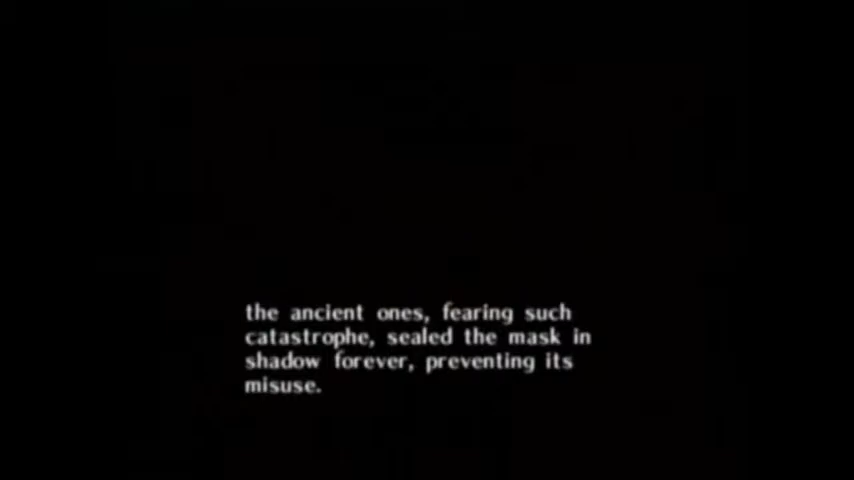 the ancient ones, fearing such
catastrophe, sealed the mask in
shadow forever, preventing its
misuse.